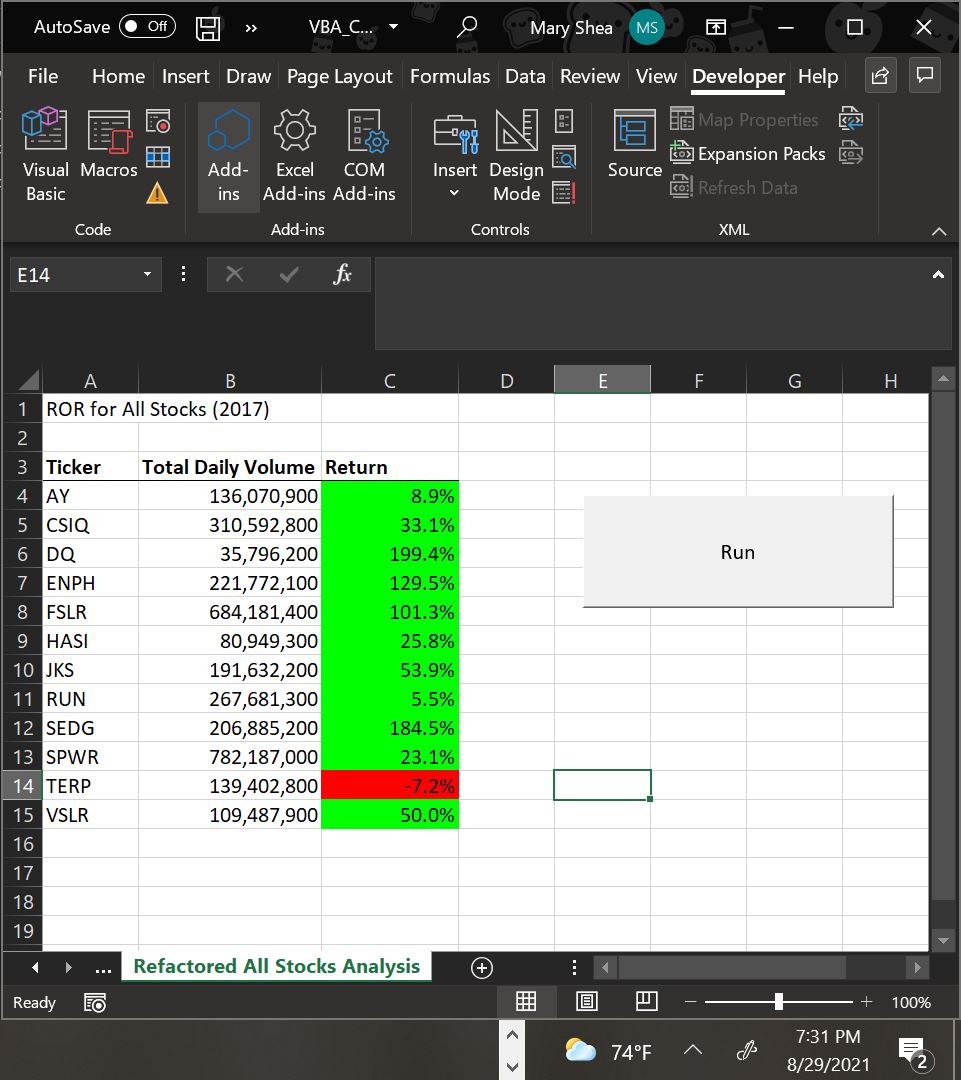 AutoSave Off » VBA_C... Mary Shea MS
File Home Insert Draw Page Layout Formulas Data Review View Developer Help
Visual Basic Macros Add-ins Excel Add-ins COM Add-ins Insert Design Mode Source Map Properties
Expansion Packs
Refresh Data
Code Add-ins Controls XML
E14 fx
A B C D E F G H
1 ROR for All Stocks (2017)
2
3 Ticker Total Daily Volume Return
4 AY 136,070,900 8.9%
5 CSIQ 310,592,800 33.1%
6 DQ 35,796,200 199.4%
7 ENPH 221,772,100 129.5%
8 FSLR 684,181,400 101.3%
Run
9 HASI 80,949,300 25.8%
10 JKS 191,632,200 53.9%
11 RUN 267,681,300 5.5%
12 SEDG 206,885,200 184.5%
13 SPWR 782,187,000 23.1%
14 TERP 139,402,800 -7.2%
15 VSLR 109,487,900 50.0%
16
17
18
19
... Refactored All Stocks Analysis
Ready 100%
74°F 7:31 PM
8/29/2021 2